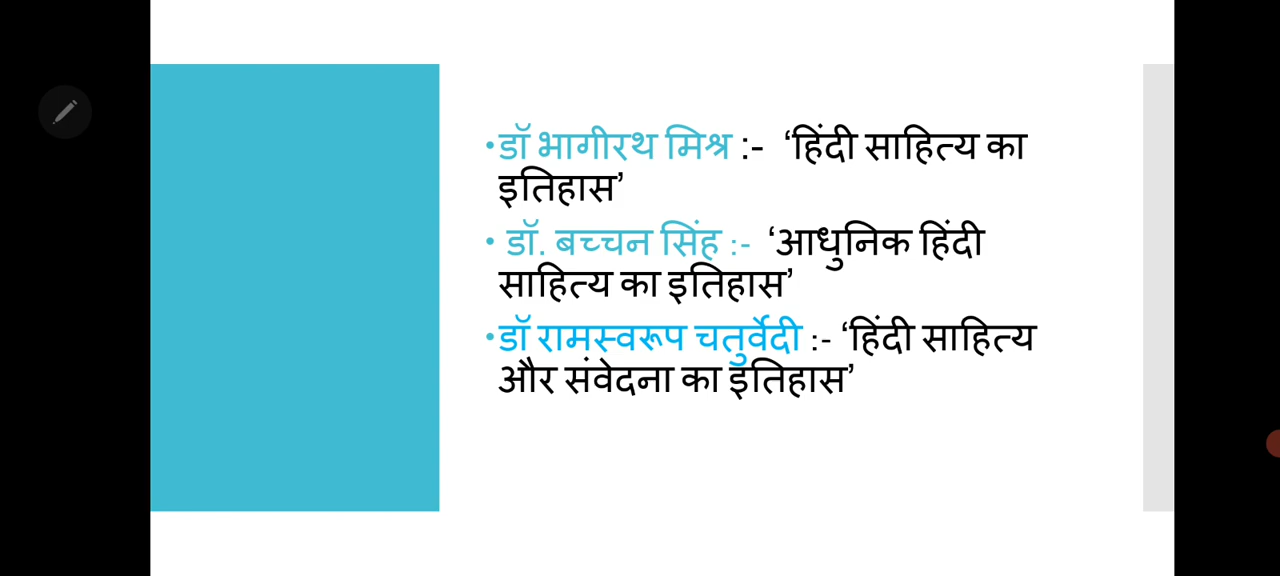 •डॉ भागीरथ मिश्र :- ‘हिंदी साहित्य का
इतिहास’
• डॉ. बच्चन सिंह :- ‘आधुनिक हिंदी
साहित्य का इतिहास’
•डॉ रामस्वरूप चतुर्वेदी :- ‘हिंदी साहित्य
और संवेदना का इतिहास’